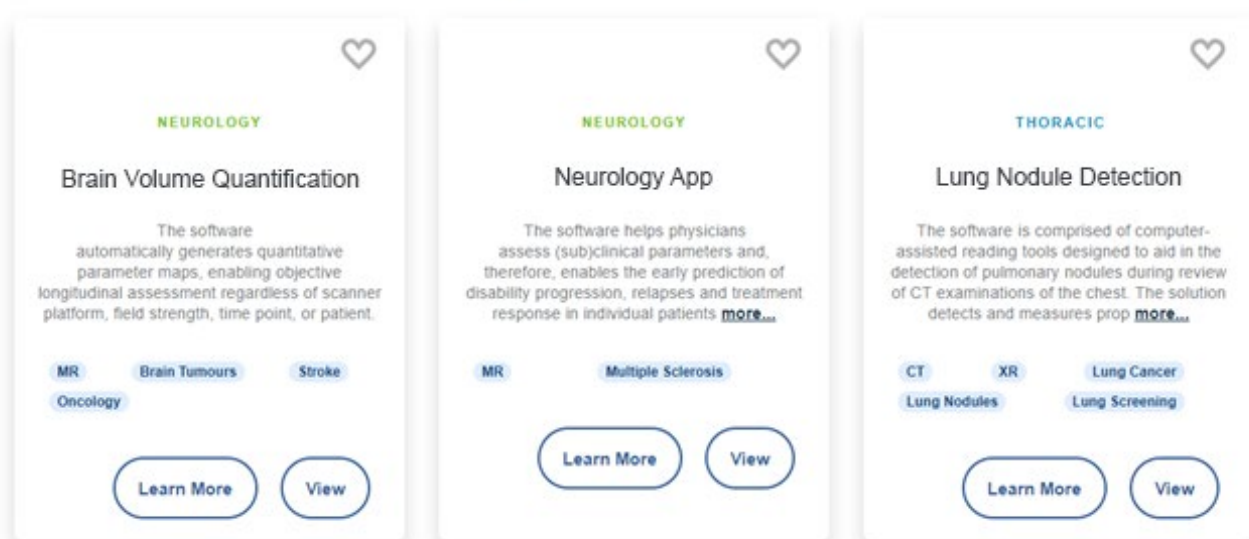 NEUROLOGY
Brain Volume Quantification
The software
automatically generates quantitative
parameter maps, enabling objective
longitudinal assessment regardless of scanner
platform, field strength, time point, or patient.
MR Brain Tumours Stroke
Oncology
Learn More View
NEUROLOGY
Neurology App
The software helps physicians
assess (sub)clinical parameters and,
therefore, enables the early prediction of
disability progression, relapses and treatment
response in individual patients more...
MR Multiple Sclerosis
Learn More View
THORACIC
Lung Nodule Detection
The software is comprised of computer-
assisted reading tools designed to aid in the
detection of pulmonary nodules during review
of CT examinations of the chest. The solution
detects and measures prop more...
CT XR Lung Cancer
Lung Nodules Lung Screening
Learn More View